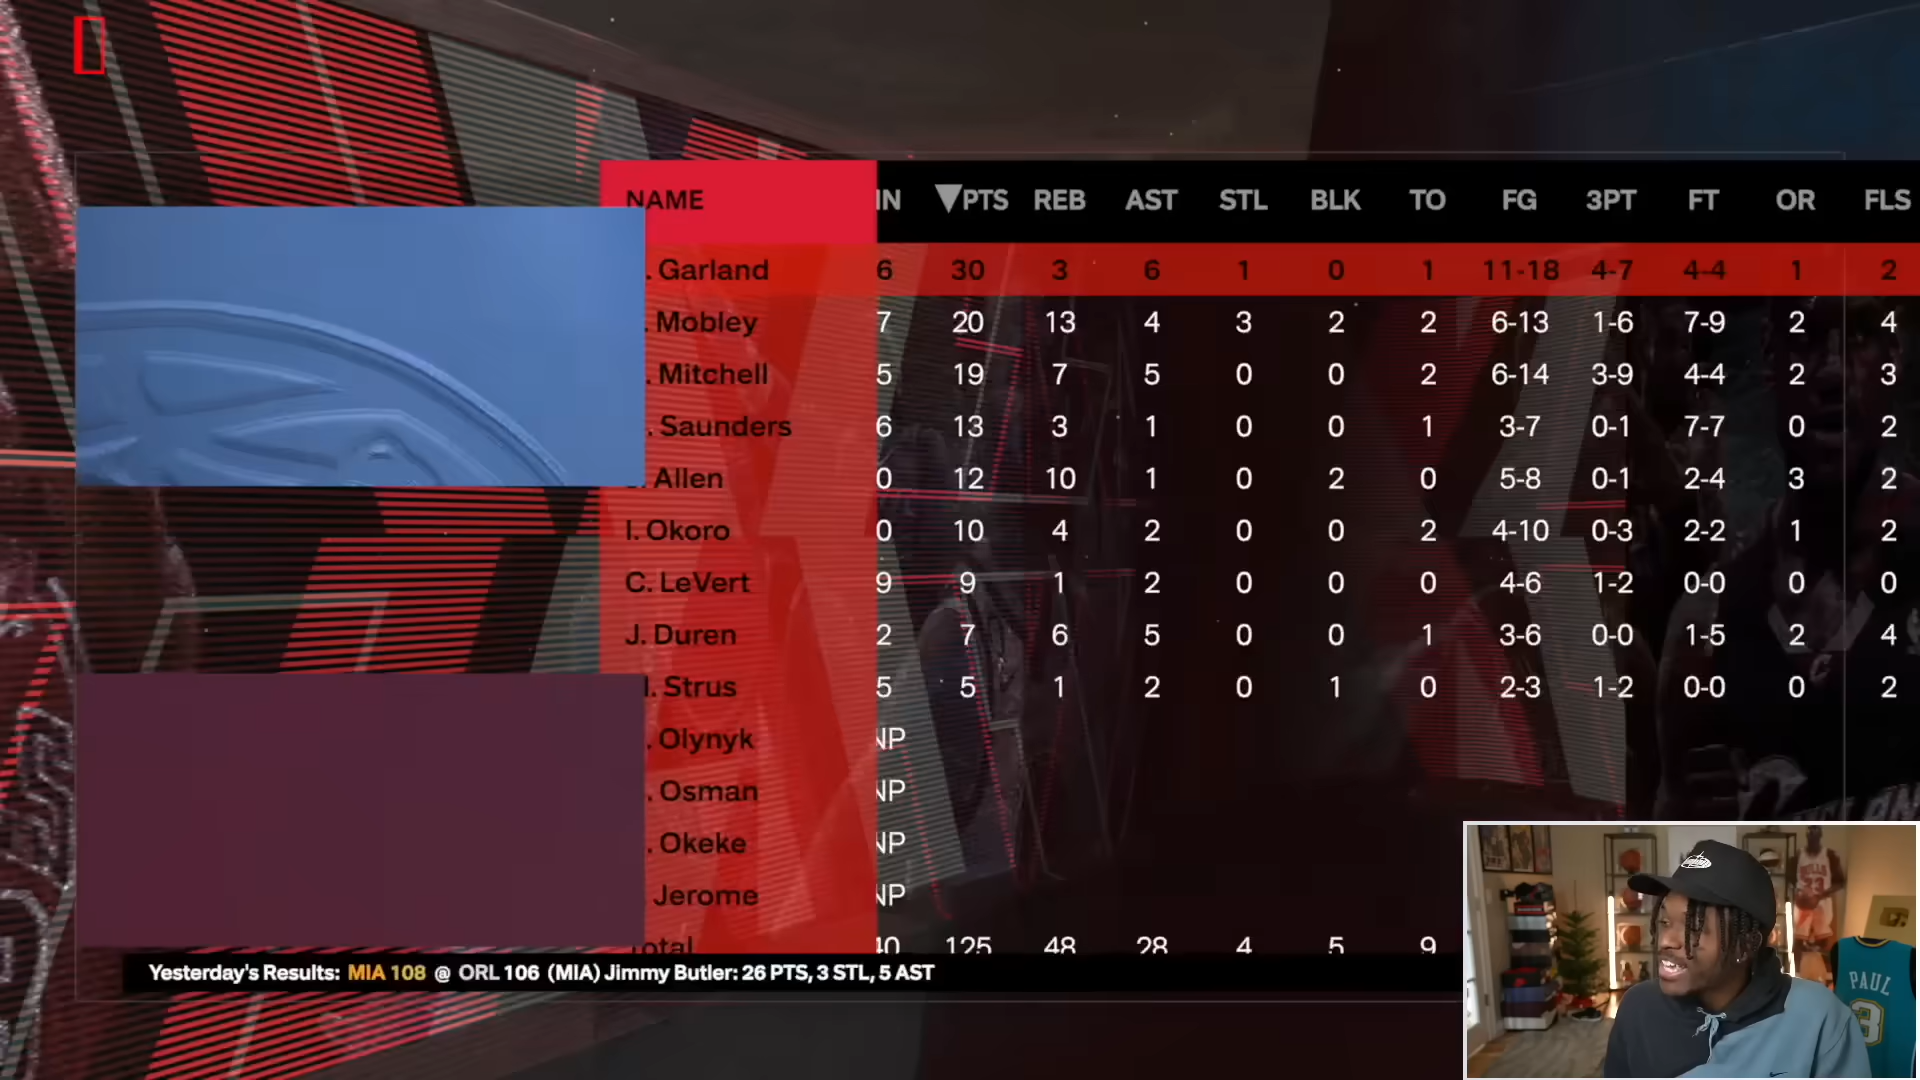 NAME IN ▼PTS REB AST STL BLK TO FG 3PT FT OR FLS
. Garland 6 30 3 6 1 0 1 11-18 4-7 4-4 1 2
. Mobley 7 20 13 4 3 2 2 6-13 1-6 7-9 2 4
. Mitchell 5 19 7 5 0 0 2 6-14 3-9 4-4 2 3
. Saunders 6 13 3 1 0 0 1 3-7 0-1 7-7 0 2
. Allen 0 12 10 1 0 2 0 5-8 0-1 2-4 3 2
I. Okoro 0 10 4 2 0 0 2 4-10 0-3 2-2 1 2
C. LeVert 9 9 1 2 0 0 0 4-6 1-2 0-0 0 0
J. Duren 2 7 6 5 0 0 1 3-6 0-0 1-5 2 4
. Strus 5 5 1 2 0 1 0 2-3 1-2 0-0 0 2
. Olynyk NP
. Osman NP
. Okeke NP
. Jerome NP
Total 40 125 48 28 4 5 9
Yesterday's Results: MIA 108 @ ORL 106 (MIA) Jimmy Butler: 26 PTS, 3 STL, 5 AST
BULLS
PAUL
3